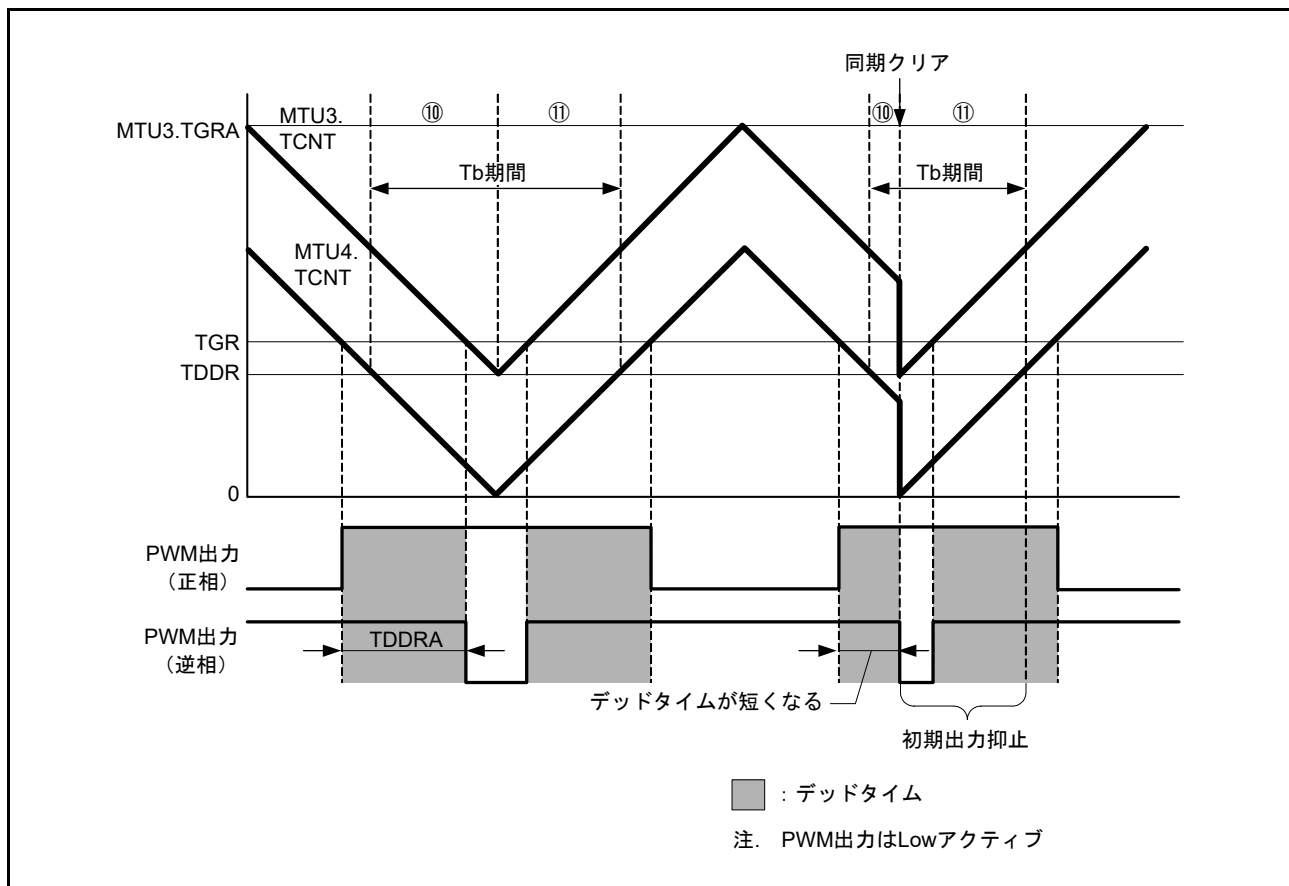 同期クリア
⑩ ⑪ ⑩ ⑪
MTU3.TGRA
MTU3.
TCNT
Tb期間 Tb期間
MTU4.
TCNT
TGR
TDDR
0
PWM出力
(正相)
PWM出力
(逆相)
TDDRA
デッドタイムが短くなる
初期出力抑止
: デッドタイム
注. PWM出力はLowアクティブ